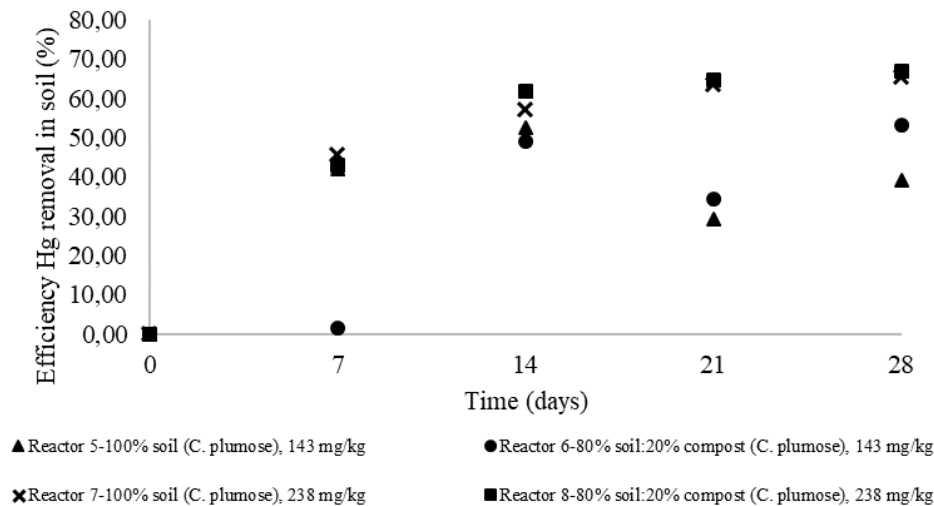 Efficiency Hg removal in soil (%)
80,00
70,00
60,00
50,00
40,00
30,00
20,00
10,00
0,00
0 7 14 21 28
Time (days)
Reactor 5-100% soil (C. plumose), 143 mg/kg
Reactor 6-80% soil:20% compost (C. plumose), 143 mg/kg
Reactor 7-100% soil (C. plumose), 238 mg/kg
Reactor 8-80% soil:20% compost (C. plumose), 238 mg/kg